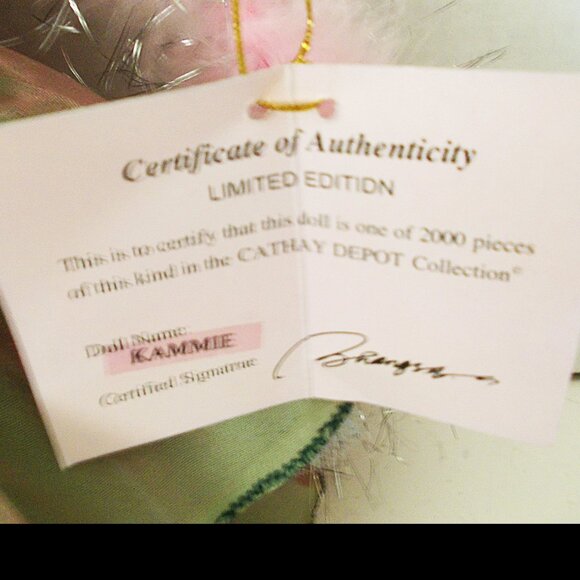 Certificate of Authenticity
LIMITED EDITION
This is to certify that this doll is one of 2000 pieces
of this kind in the CATHAY DEPOT Collection©
Doll Name:
KAMMIE
Certified Signature